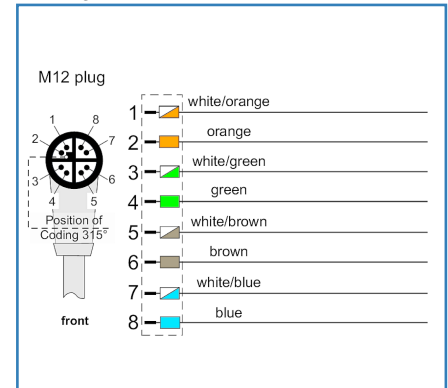 M12 plug
1 8
2 7
3 6
4 5
Position of
Coding 315°
front
1 white/orange
2 orange
3 white/green
4 green
5 white/brown
6 brown
7 white/blue
8 blue